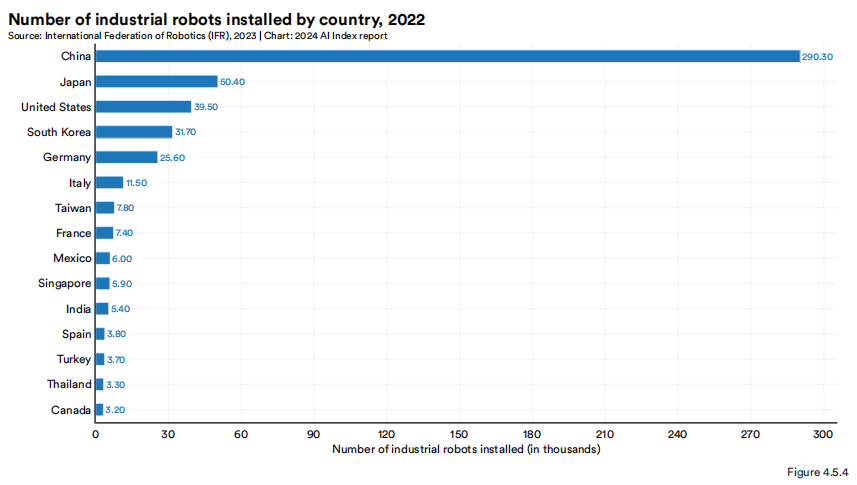 Number of industrial robots installed by country, 2022
Source: International Federation of Robotics (IFR), 2023 | Chart: 2024 AI Index report
China 290.30
Japan 50.40
United States 39.50
South Korea 31.70
Germany 25.60
Italy 11.50
Taiwan 7.80
France 7.40
Mexico 6.00
Singapore 5.90
India 5.40
Spain 3.80
Turkey 3.70
Thailand 3.30
Canada 3.20
0 30 60 90 120 150 180 210 240 270 300
Number of industrial robots installed (in thousands)
Figure 4.5.4